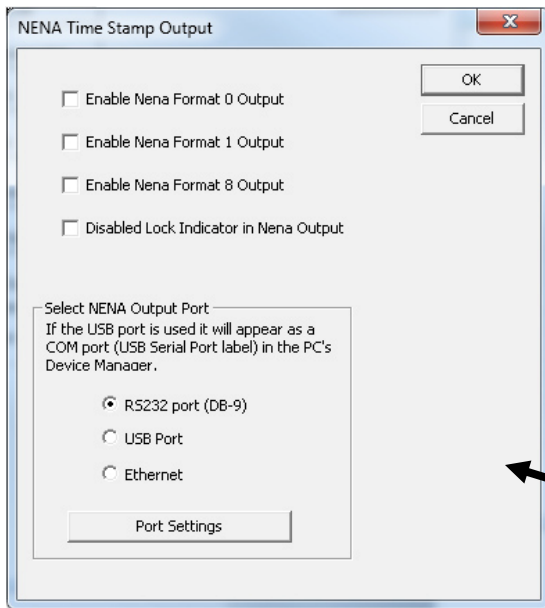 NENA Time Stamp Output
OK
Cancel
Enable Nena Format 0 Output
Enable Nena Format 1 Output
Enable Nena Format 8 Output
Disabled Lock Indicator in Nena Output
Select NENA Output Port
If the USB port is used it will appear as a
COM port (USB Serial Port label) in the PC's
Device Manager.
RS232 port (DB-9)
USB Port
Ethernet
Port Settings